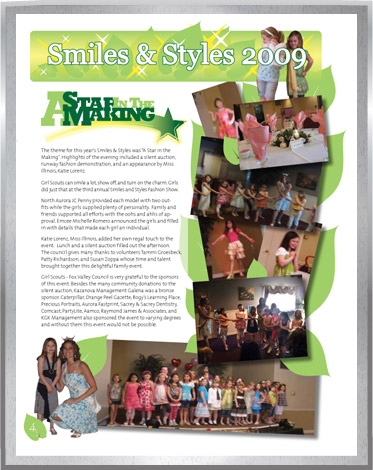 Smiles & Styles 2009
A STAR IN THE
MAKING
The theme for this year's Smiles & Styles was "A Star in the
Making". Highlights of the evening included a silent auction,
runway fashion demonstration, and an appearance by Miss
Illinois, Katie Lorenz.
Girl Scouts can smile a lot, show off, and turn on the charm. Girls
did just that at the third annual Smiles and Styles Fashion Show.
North Aurora JC Penny provided each model with two out-
fits while the girls supplied plenty of personality. Family and
friends supported all efforts with the oohs and ahhs of ap-
proval. Emcee Michelle Romero announced the girls and filled
in with details that made each girl an individual.
Katie Lorenz, Miss Illinois, added her own regal touch to the
event. Lunch and a silent auction filled out the afternoon.
The council gives many thanks to volunteers Tammi Groesbeck,
Patty Richardson, and Susan Zoppa whose time and talent
brought together this delightful family event.
Girl Scouts - Fox Valley Council is very grateful to the sponsors
of this event. Besides the many community donations to the
silent auction, Kazanova Management Galena was a bronze
sponsor. Caterpillar, Orange Peel Gazette, Rogy's Learning Place,
Precious Portraits, Aurora Fastprint, Sacrey & Sacrey Dentistry,
Comcast, PartyLite, Aamco, Raymond James & Associates, and
KGK Management also sponsored the event to varying degrees
and without them this event would not be possible.
4